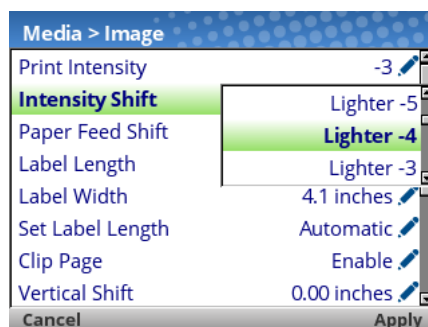 Media > Image
Print Intensity -3
Intensity Shift Lighter -5
Paper Feed Shift Lighter -4
Label Length Lighter -3
Label Width 4.1 inches
Set Label Length Automatic
Clip Page Enable
Vertical Shift 0.00 inches
Cancel Apply